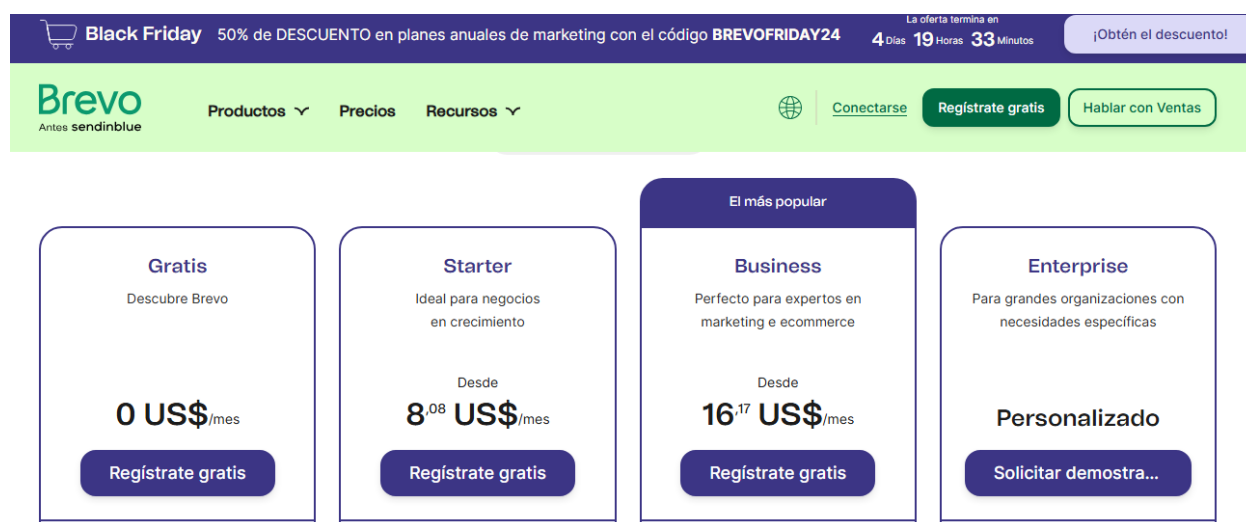 La oferta termina en
Black Friday 50% de DESCUENTO en planes anuales de marketing con el código BREVOFRIDAY24 4 Días 19 Horas 33 Minutos ¡Obtén el descuento!
Brevo
Antes sendinblue
Productos Precios Recursos Conectarse Regístrate gratis Hablar con Ventas
El más popular
Gratis
Descubre Brevo
0 US$/mes
Regístrate gratis
Starter
Ideal para negocios
en crecimiento
Desde
8,08 US$/mes
Regístrate gratis
Business
Perfecto para expertos en
marketing e ecommerce
Desde
16,17 US$/mes
Regístrate gratis
Enterprise
Para grandes organizaciones con
necesidades específicas
Personalizado
Solicitar demostra...